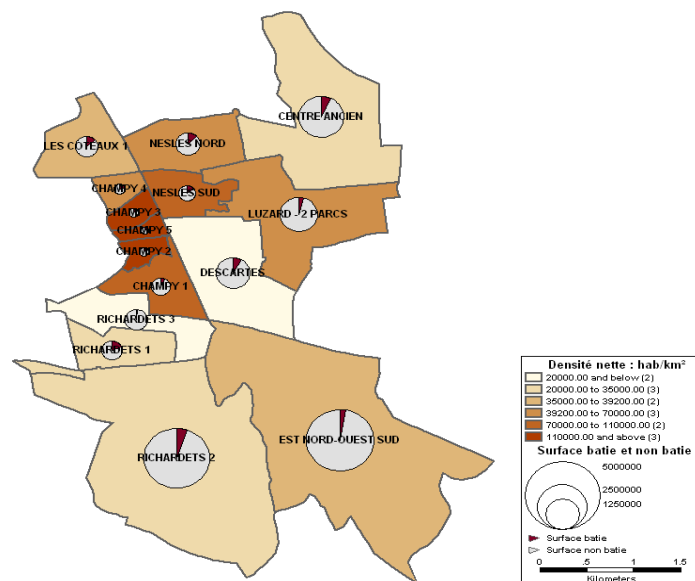 CENTRE ANCIEN
LES COTEAUX 1
NESLES NORD
CHAMPY 4
NESLES SUD
CHAMPY 3
LUZARD - 2 PARCS
CHAMPY 5
CHAMPY 2
DESCARTES
CHAMPY 1
RICHARDETS 3
RICHARDETS 1
EST NORD-OUEST SUD
RICHARDETS 2
Densité nette : hab/km²
20000.00 and below (2)
20000.00 to 35000.00 (3)
35000.00 to 39200.00 (2)
39200.00 to 70000.00 (3)
70000.00 to 110000.00 (2)
110000.00 and above (3)
Surface batie et non batie
5000000
2500000
1250000
Surface batie
Surface non batie
0 .5 1 1.5
Kilometers